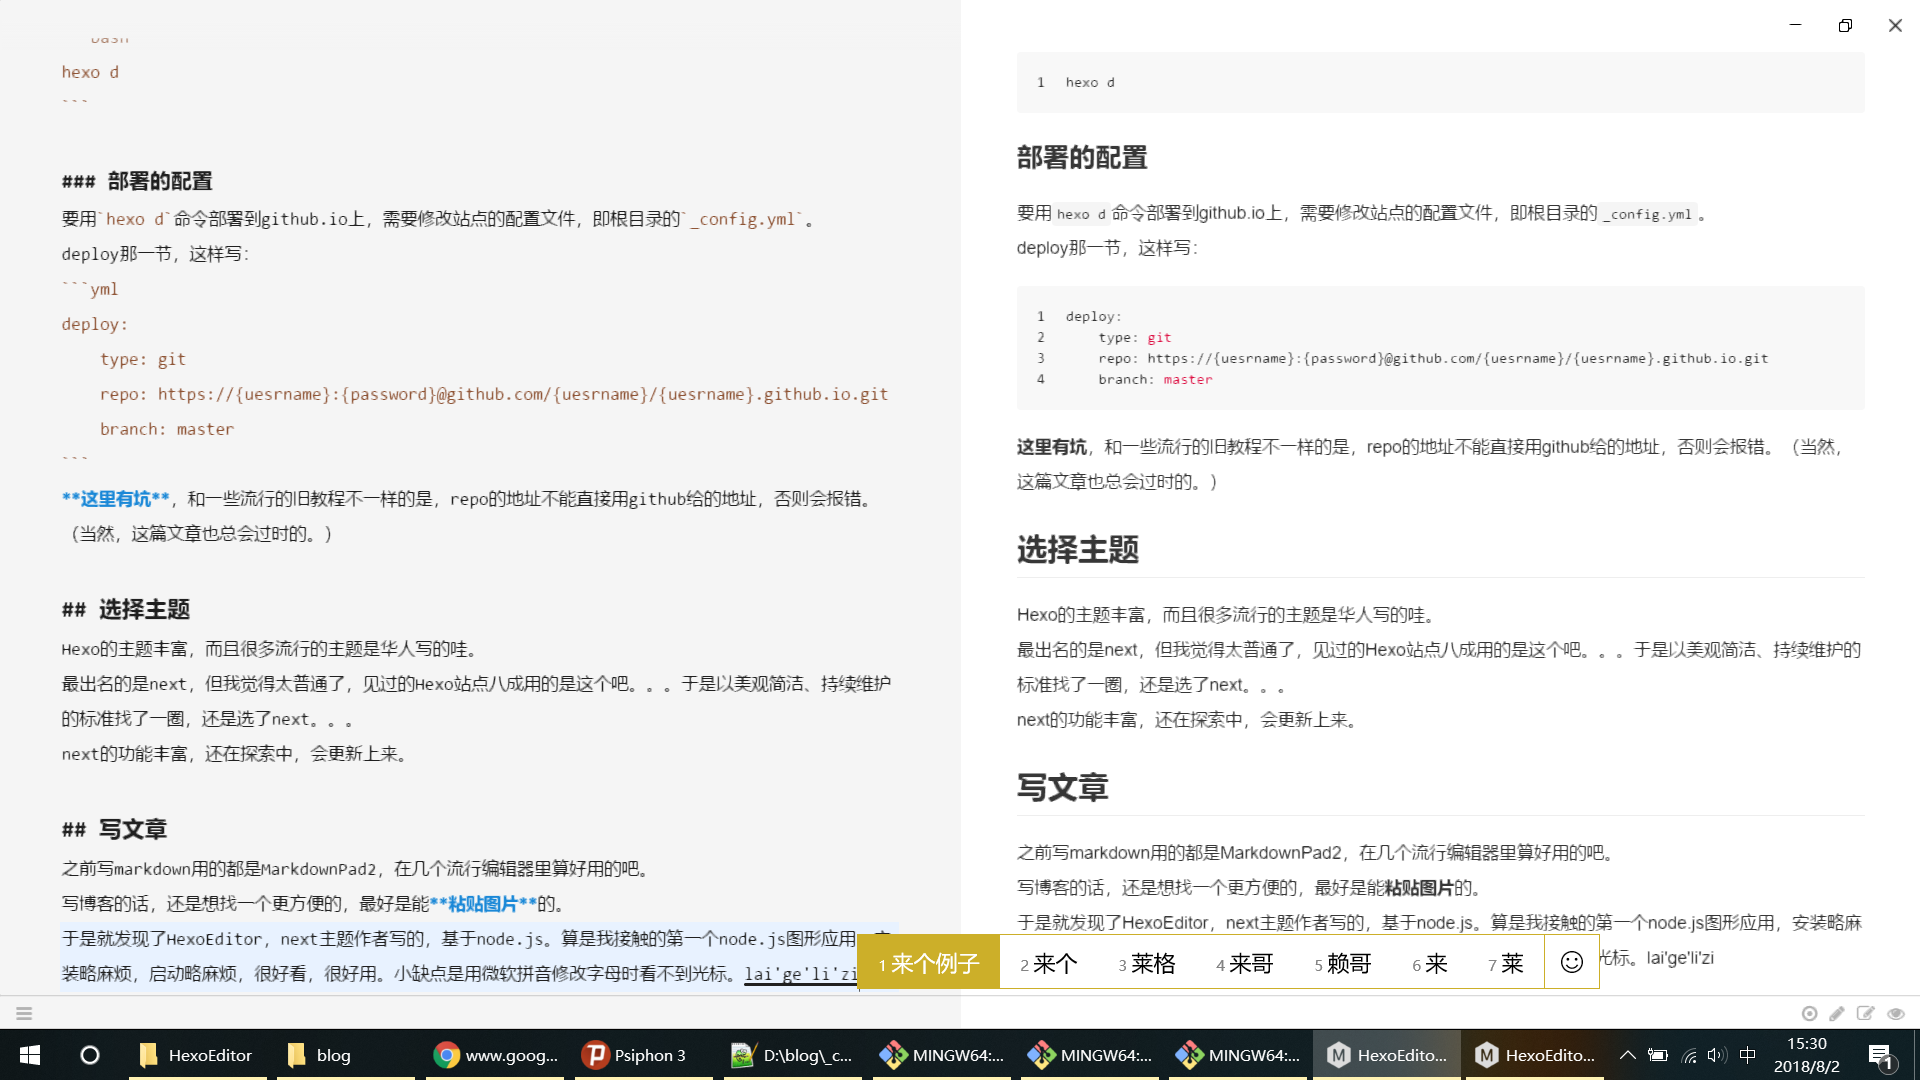 hexo d
```
### 部署的配置
要用`hexo d`命令部署到github.io上，需要修改站点的配置文件，即根目录的`_config.yml`。
deploy那一节，这样写：
```yml
deploy:
    type: git
    repo: https://{uesrname}:{password}@github.com/{uesrname}/{uesrname}.github.io.git
    branch: master
```
**这里有坑**，和一些流行的旧教程不一样的是，repo的地址不能直接用github给的地址，否则会报错。
（当然，这篇文章也总会过时的。）
## 选择主题
Hexo的主题丰富，而且很多流行的主题是华人写的哇。
最出名的是next，但我觉得太普通了，见过的Hexo站点八成用的是这个吧。。。于是以美观简洁、持续维护
的标准找了一圈，还是选了next。。。
next的功能丰富，还在探索中，会更新上来。
## 写文章
之前写markdown用的都是MarkdownPad2，在几个流行编辑器里算好用的吧。
写博客的话，还是想找一个更方便的，最好是能**粘贴图片**的。
于是就发现了HexoEditor，next主题作者写的，基于node.js。算是我接触的第一个node.js图形应用
装略麻烦，启动略麻烦，很好看，很好用。小缺点是用微软拼音修改字母时看不到光标。lai'ge'li'zi
1 hexo d
部署的配置
要用 hexo d 命令部署到github.io上，需要修改站点的配置文件，即根目录的 _config.yml 。
deploy那一节，这样写：
1 deploy:
2     type: git
3     repo: https://{uesrname}:{password}@github.com/{uesrname}/{uesrname}.github.io.git
4     branch: master
这里有坑，和一些流行的旧教程不一样的是，repo的地址不能直接用github给的地址，否则会报错。（当然，
这篇文章也总会过时的。）
选择主题
Hexo的主题丰富，而且很多流行的主题是华人写的哇。
最出名的是next，但我觉得太普通了，见过的Hexo站点八成用的是这个吧。。。于是以美观简洁、持续维护的
标准找了一圈，还是选了next。。。
next的功能丰富，还在探索中，会更新上来。
写文章
之前写markdown用的都是MarkdownPad2，在几个流行编辑器里算好用的吧。
写博客的话，还是想找一个更方便的，最好是能粘贴图片的。
于是就发现了HexoEditor，next主题作者写的，基于node.js。算是我接触的第一个node.js图形应用，安装略麻
光标。lai'ge'li'zi
1 来个例子 2 来个 3 莱格 4 来哥 5 赖哥 6 来 7 莱
HexoEditor blog www.goog... Psiphon 3 D:\blog\_c... MINGW64:... MINGW64:... MINGW64:... HexoEdito... HexoEdito... 中 15:30
2018/8/2 1